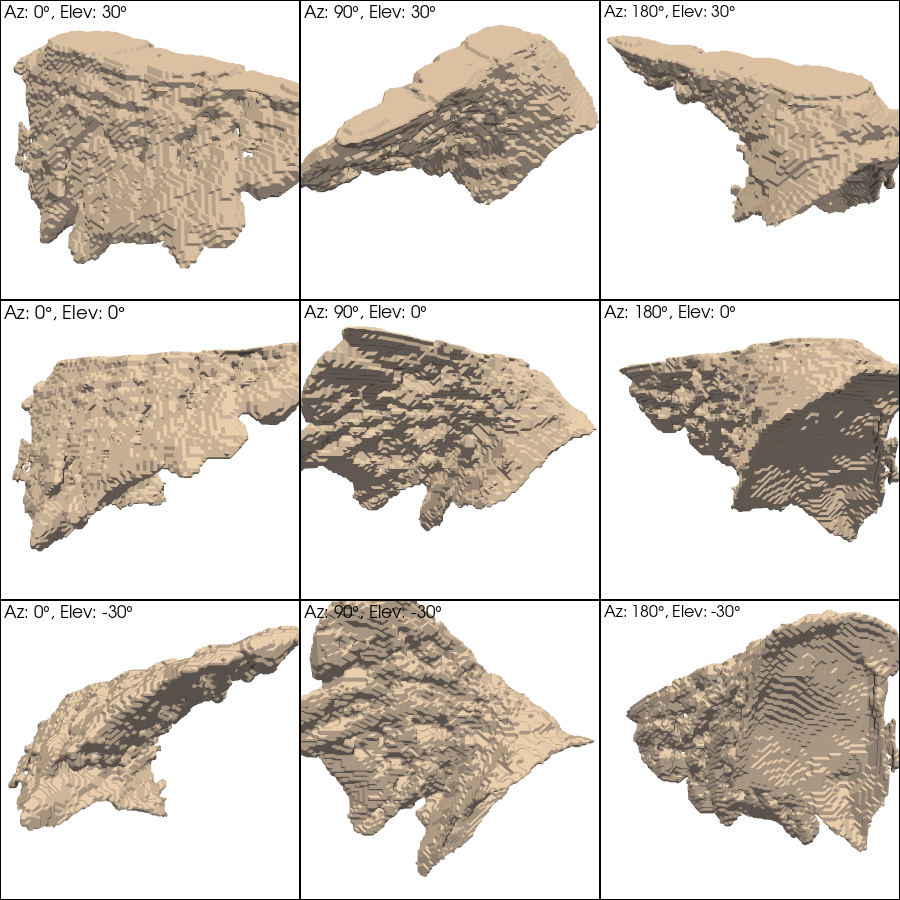 Az: 0°, Elev: 30°
Az: 90°, Elev: 30°
Az: 180°, Elev: 30°
Az: 0°, Elev: 0°
Az: 90°, Elev: 0°
Az: 180°, Elev: 0°
Az: 0°, Elev: -30°
Az: 90°, Elev: -30°
Az: 180°, Elev: -30°